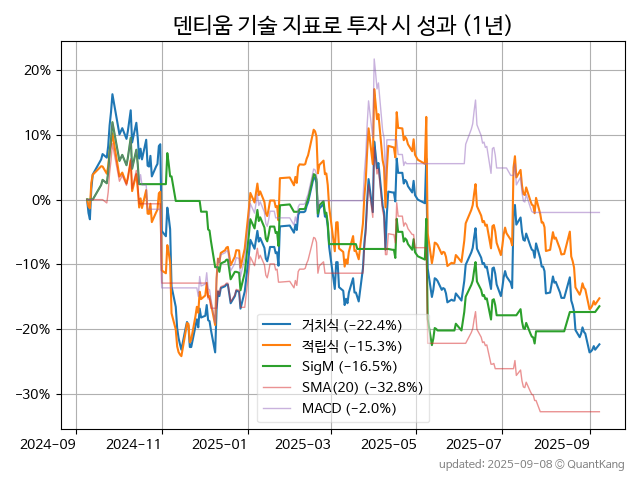 덴티움 기술 지표로 투자 시 성과 (1년)
20%
10%
0%
−10%
−20%
−30%
거치식 (−22.4%)
적립식 (−15.3%)
SigM (−16.5%)
SMA(20) (−32.8%)
MACD (−2.0%)
2024-09
2024-11
2025-01
2025-03
2025-05
2025-07
2025-09
updated: 2025-09-08 © QuantKang